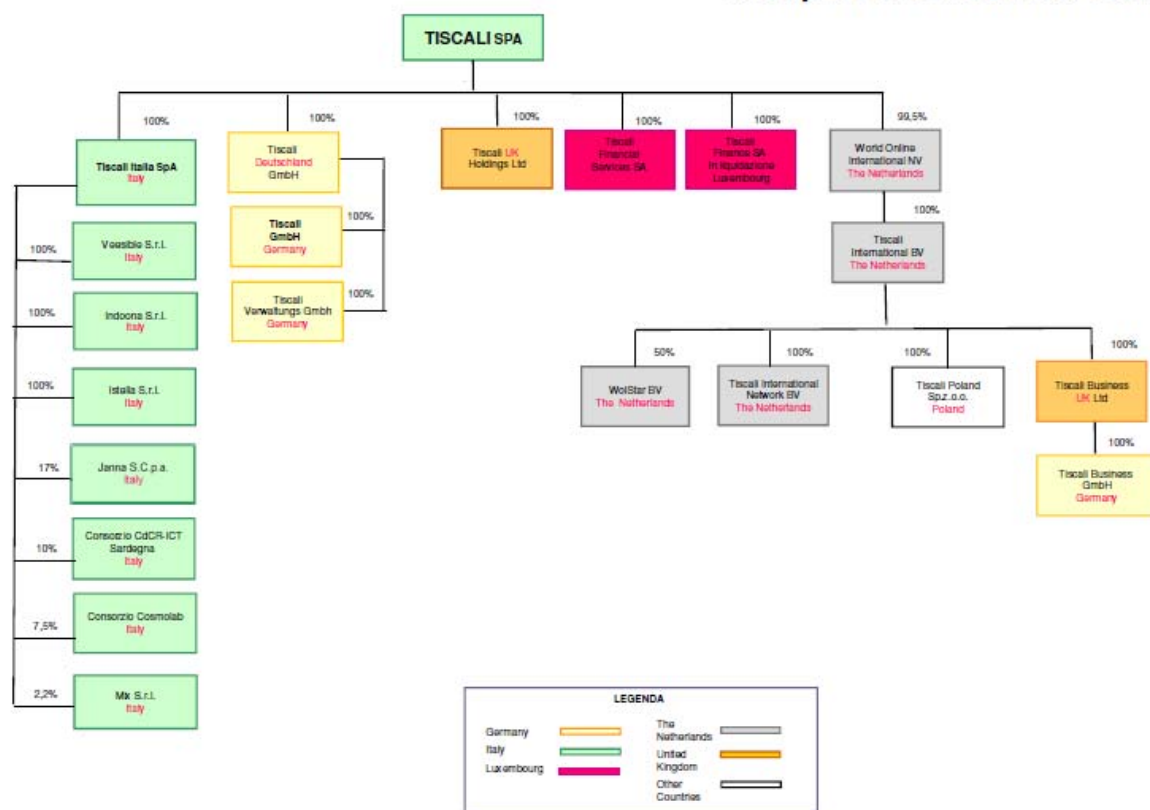 TISCALI SPA
100%
100%
100%
100%
100%
99,5%
Tiscali Italia SpA
Italy
Tiscali
Deutschland
GmbH
Tiscali UK
Holdings Ltd
Tiscali
Financial
Services SA
Tiscali
Finance SA
In liquidazione
Luxembourg
World Online
International NV
The Netherlands
100%
Veesible S.r.l.
Italy
100%
Tiscali
GmbH
Germany
100%
Tiscali
International BV
The Netherlands
100%
Indoona S.r.l.
Italy
100%
Tiscali
Verwaltungs Gmbh
Germany
100%
Istella S.r.l.
Italy
50%
100%
100%
100%
WolStar BV
The Netherlands
Tiscali International
Network BV
The Netherlands
Tiscali Poland
Sp.z.o.o.
Poland
Tiscali Business
UK Ltd
17%
Janna S.C.p.a.
Italy
100%
Tiscali Business
GmbH
Germany
10%
Consorzio CdCR-ICT
Sardegna
Italy
7,5%
Consorzio Cosmolab
Italy
2,2%
Mix S.r.l.
Italy
LEGENDA
Germany
Italy
Luxembourg
The
Netherlands
United
Kingdom
Other
Countries